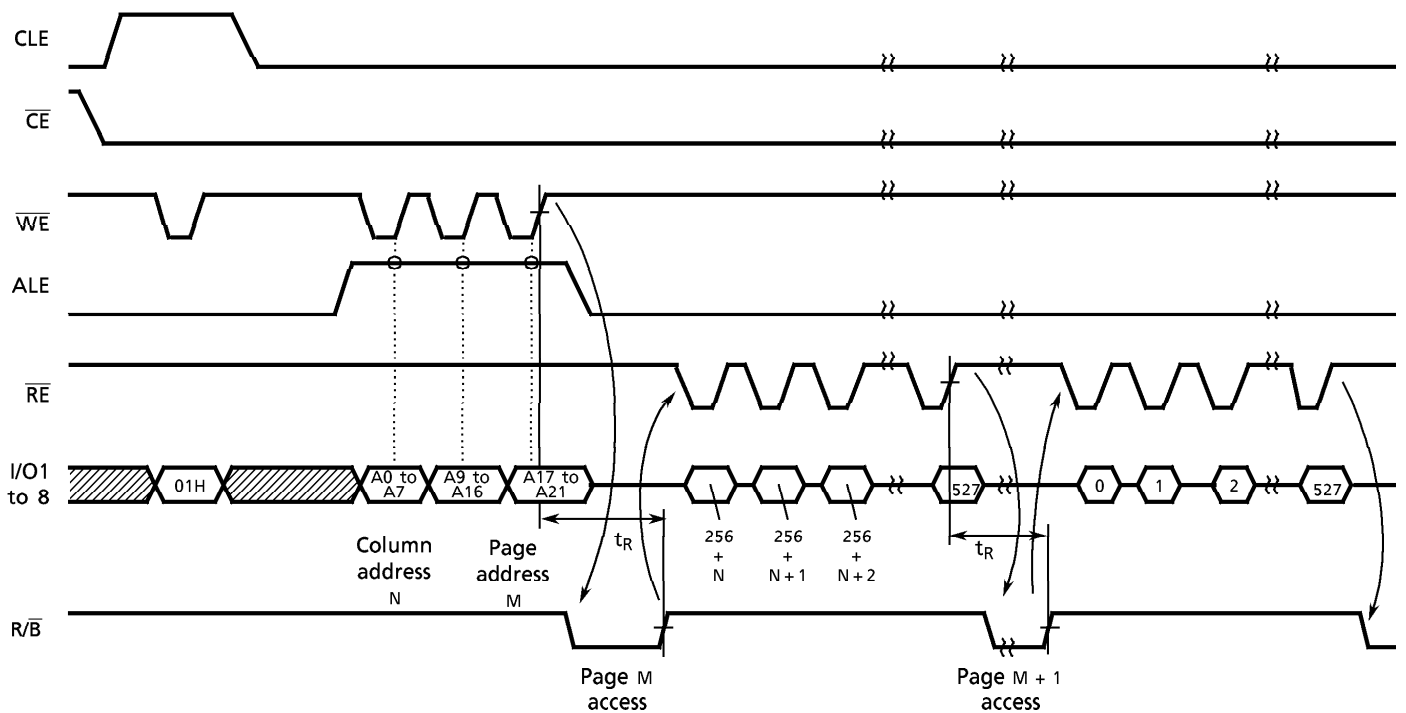 CLE
CE
WE
ALE
RE
I/O1
to 8
01H
A0 to
A7
A9 to
A16
A17 to
A21
527
0
1
2
527
Column
address
N
Page
address
M
tR
256
+
N
256
+
N + 1
256
+
N + 2
tR
R/B
Page M
access
Page M + 1
access